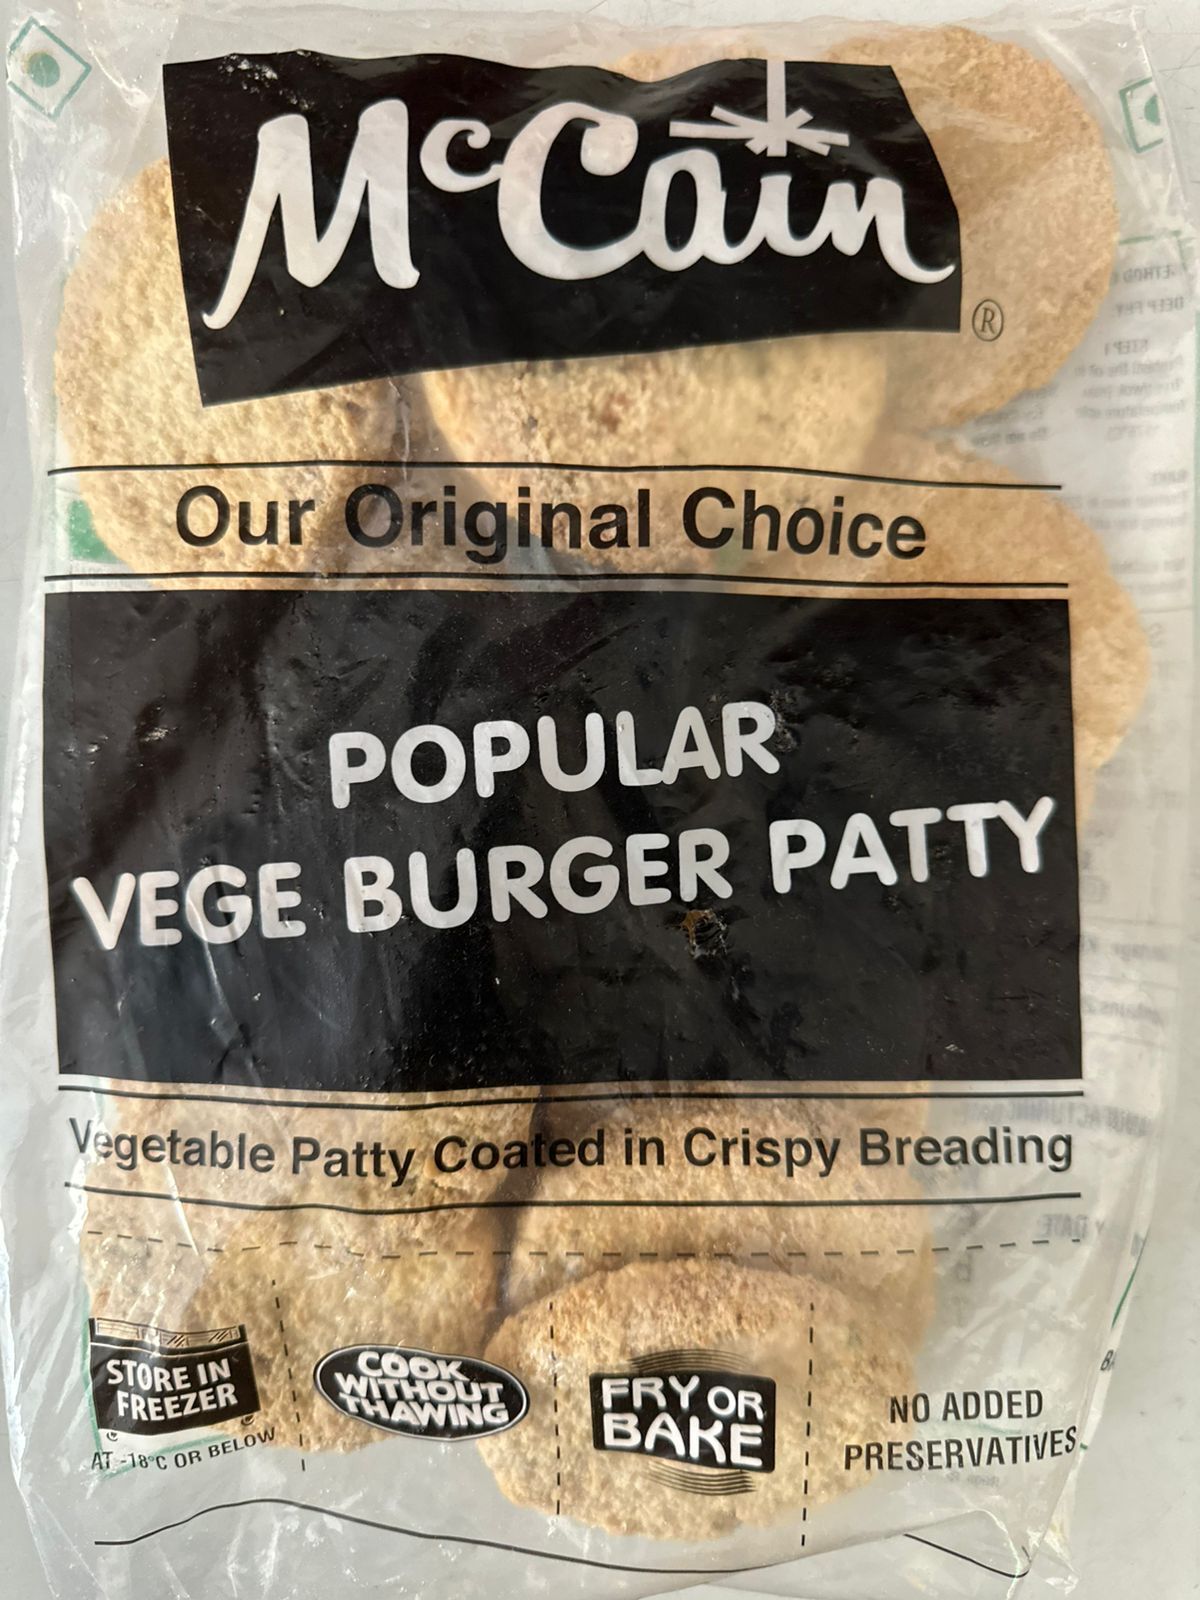 McCain
®
Our Original Choice
POPULAR
VEGE BURGER PATTY
Vegetable Patty Coated in Crispy Breading
STORE IN
FREEZER
AT -18°C OR BELOW
COOK
WITHOUT
THAWING
FRY OR
BAKE
NO ADDED
PRESERVATIVES